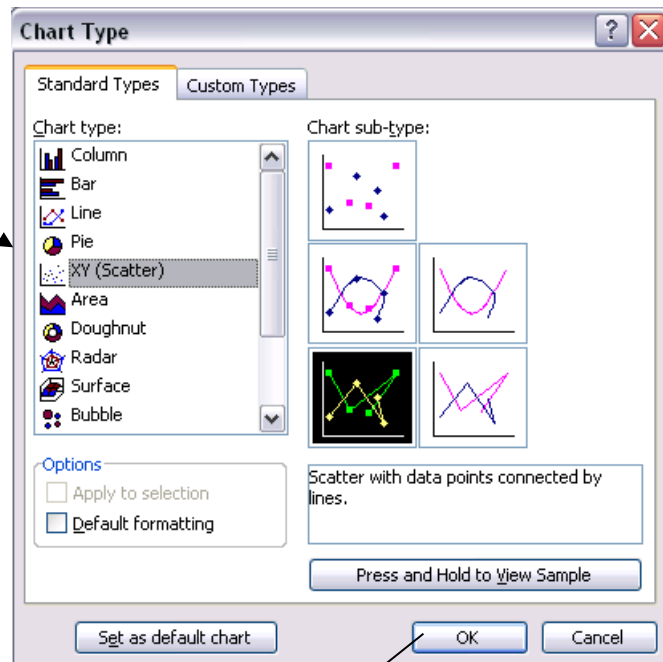 Chart Type
Standard Types
Custom Types
Chart type:
Column
Bar
Line
Pie
XY (Scatter)
Area
Doughnut
Radar
Surface
Bubble
Chart sub-type:
Options
Apply to selection
Default formatting
Scatter with data points connected by
lines.
Press and Hold to View Sample
Set as default chart
OK
Cancel